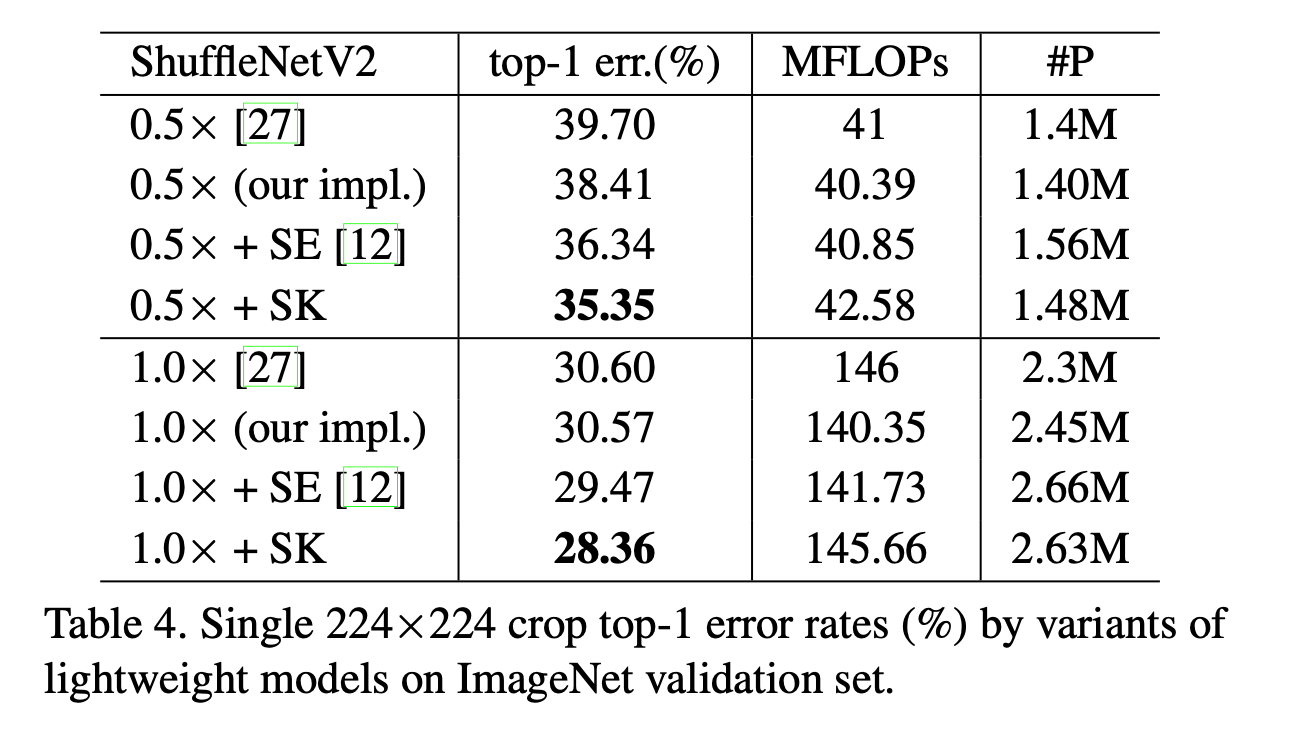 ShuffleNetV2 top-1 err.(%) MFLOPs #P
0.5× [27] 39.70 41 1.4M
0.5× (our impl.) 38.41 40.39 1.40M
0.5× + SE [12] 36.34 40.85 1.56M
0.5× + SK 35.35 42.58 1.48M
1.0× [27] 30.60 146 2.3M
1.0× (our impl.) 30.57 140.35 2.45M
1.0× + SE [12] 29.47 141.73 2.66M
1.0× + SK 28.36 145.66 2.63M
Table 4. Single 224×224 crop top-1 error rates (%) by variants of
lightweight models on ImageNet validation set.